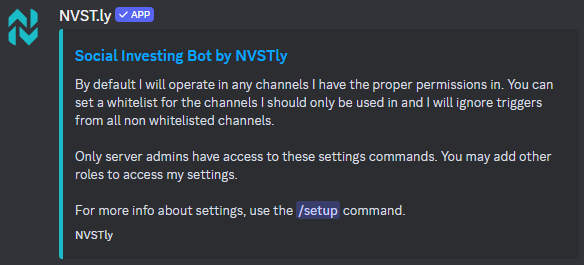 NVST.ly ✓ APP
Social Investing Bot by NVSTly
By default I will operate in any channels I have the proper permissions in. You can
set a whitelist for the channels I should only be used in and I will ignore triggers
from all non whitelisted channels.
Only server admins have access to these settings commands. You may add other
roles to access my settings.
For more info about settings, use the /setup command.
NVSTly